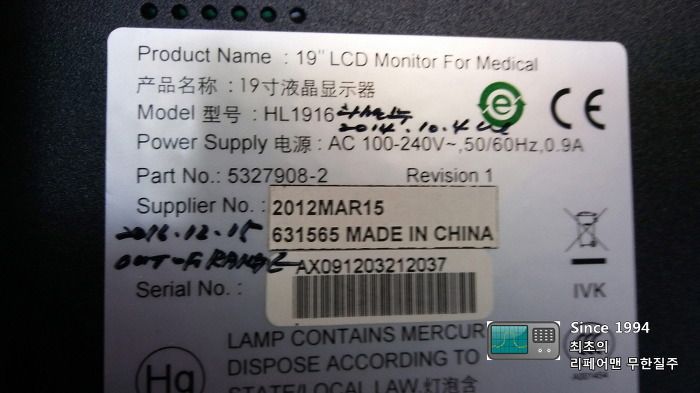 Product Name : 19" LCD Monitor For Medical
产品名称 : 19寸液晶显示器
Model 型号 : HL1916
2014. 10. 4
Power Supply 电源 : AC 100-240V~,50/60Hz,0.9A
Part No.: 5327908-2 Revision 1
Supplier No. : 2012MAR15
631565 MADE IN CHINA
2016.12.15
OUT-F RANGE
AX091203212037
Serial No. :
e
CE
IVK
LAMP CONTAINS MERCUR
Hg
DISPOSE ACCORDING TO
STATE/LOCAL LAW.灯泡含
Since 1994
최초의
리페어맨 무한질주